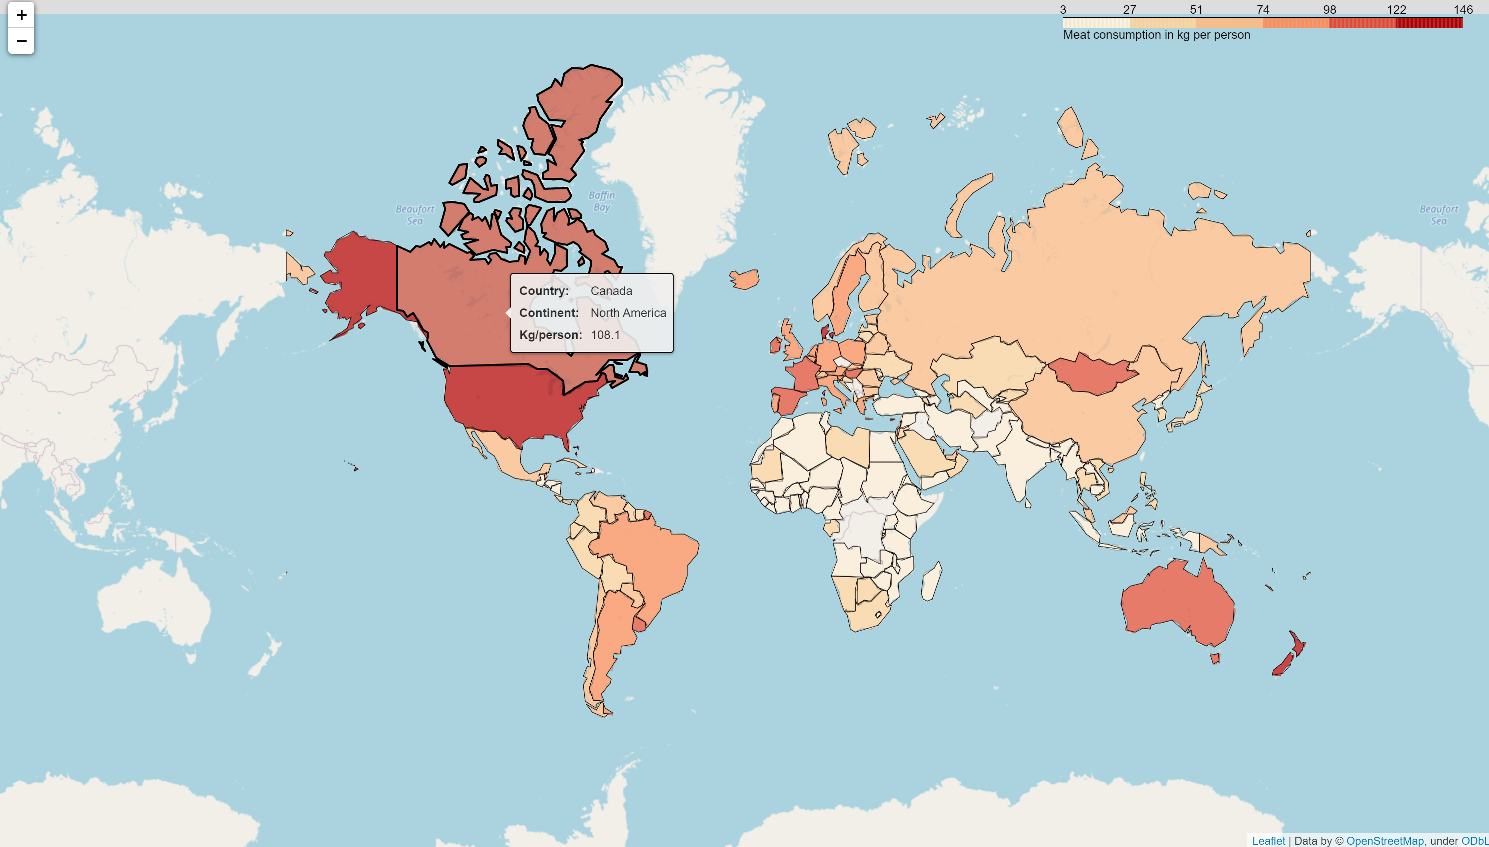 +
−
3 27 51 74 98 122 146
Meat consumption in kg per person
Beaufort
Sea
Baffin
Bay
Beaufort
Sea
Country: Canada
Continent: North America
Kg/person: 108.1
Leaflet | Data by © OpenStreetMap, under ODbL